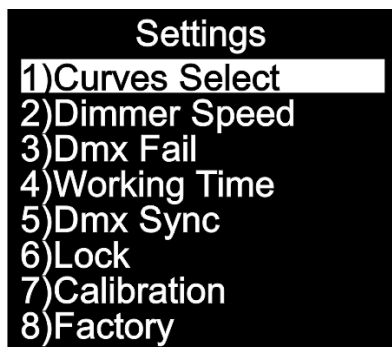 Settings
1)Curves Select
2)Dimmer Speed
3)Dmx Fail
4)Working Time
5)Dmx Sync
6)Lock
7)Calibration
8)Factory